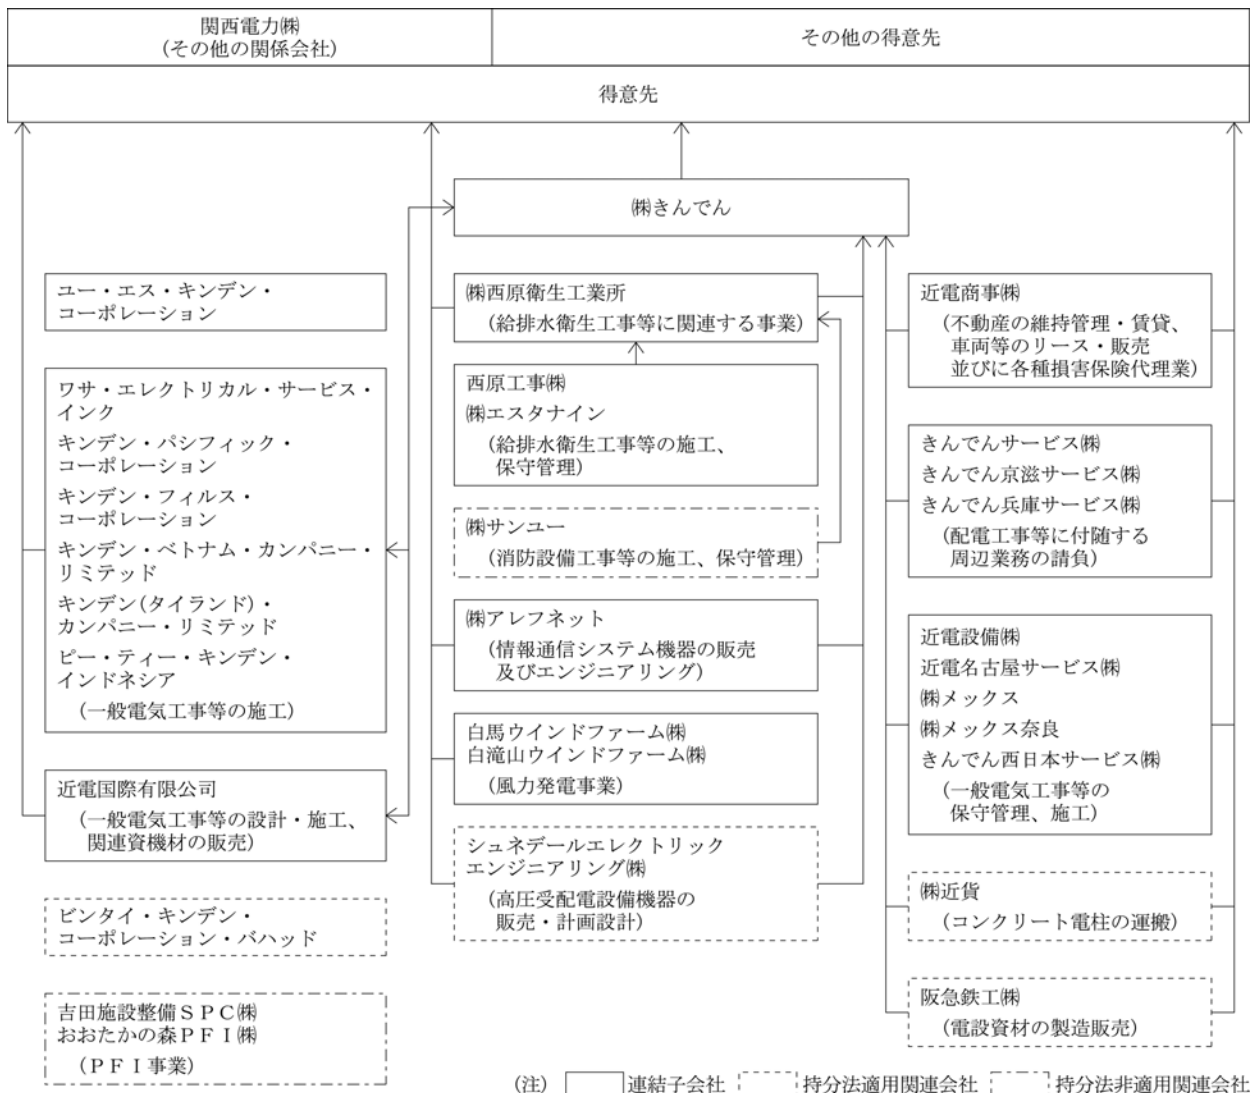 関西電力㈱
(その他の関係会社)
その他の得意先
得意先
㈱きんでん
ユー・エス・キンデン・
コーポレーション
ワサ・エレクトリカル・サービス・
インク
キンデン・パシフィック・
コーポレーション
キンデン・フィルス・
コーポレーション
キンデン・ベトナム・カンパニー・
リミテッド
キンデン(タイランド)・
カンパニー・リミテッド
ピー・ティー・キンデン・
インドネシア
(一般電気工事等の施工)
近電国際有限公司
(一般電気工事等の設計・施工、
関連資機材の販売)
ビンタイ・キンデン・
コーポレーション・バハッド
吉田施設整備SPC㈱
おおたかの森PFI㈱
(PFI事業)
㈱西原衛生工業所
(給排水衛生工事等に関連する事業)
西原工事㈱
㈱エスタナイン
(給排水衛生工事等の施工、
保守管理)
㈱サンユー
(消防設備工事等の施工、保守管理)
㈱アレフネット
(情報通信システム機器の販売
及びエンジニアリング)
白馬ウインドファーム㈱
白滝山ウインドファーム㈱
(風力発電事業)
シュネデールエレクトリック
エンジニアリング㈱
(高圧受配電設備機器の
販売・計画設計)
近電商事㈱
(不動産の維持管理・賃貸、
車両等のリース・販売
並びに各種損害保険代理業)
きんでんサービス㈱
きんでん京滋サービス㈱
きんでん兵庫サービス㈱
(配電工事等に付随する
周辺業務の請負)
近電設備㈱
近電名古屋サービス㈱
㈱メックス
㈱メックス奈良
きんでん西日本サービス㈱
(一般電気工事等の
保守管理、施工)
㈱近貨
(コンクリート電柱の運搬)
阪急鉄工㈱
(電設資材の製造販売)
(注) 連結子会社 持分法適用関連会社 持分法非適用関連会社